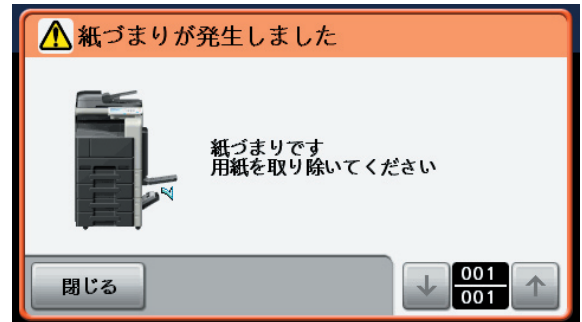 紙づまりが発生しました
紙づまりです
用紙を取り除いてください
閉じる
001
001